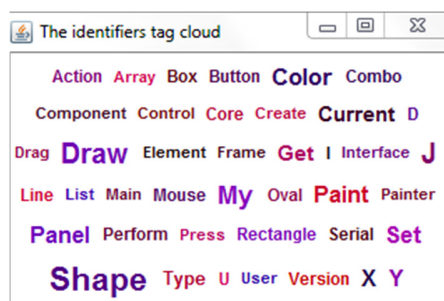 The identifiers tag cloud
Action Array Box Button Color Combo
Component Control Core Create Current D
Drag Draw Element Frame Get I Interface J
Line List Main Mouse My Oval Paint Painter
Panel Perform Press Rectangle Serial Set
Shape Type U User Version X Y